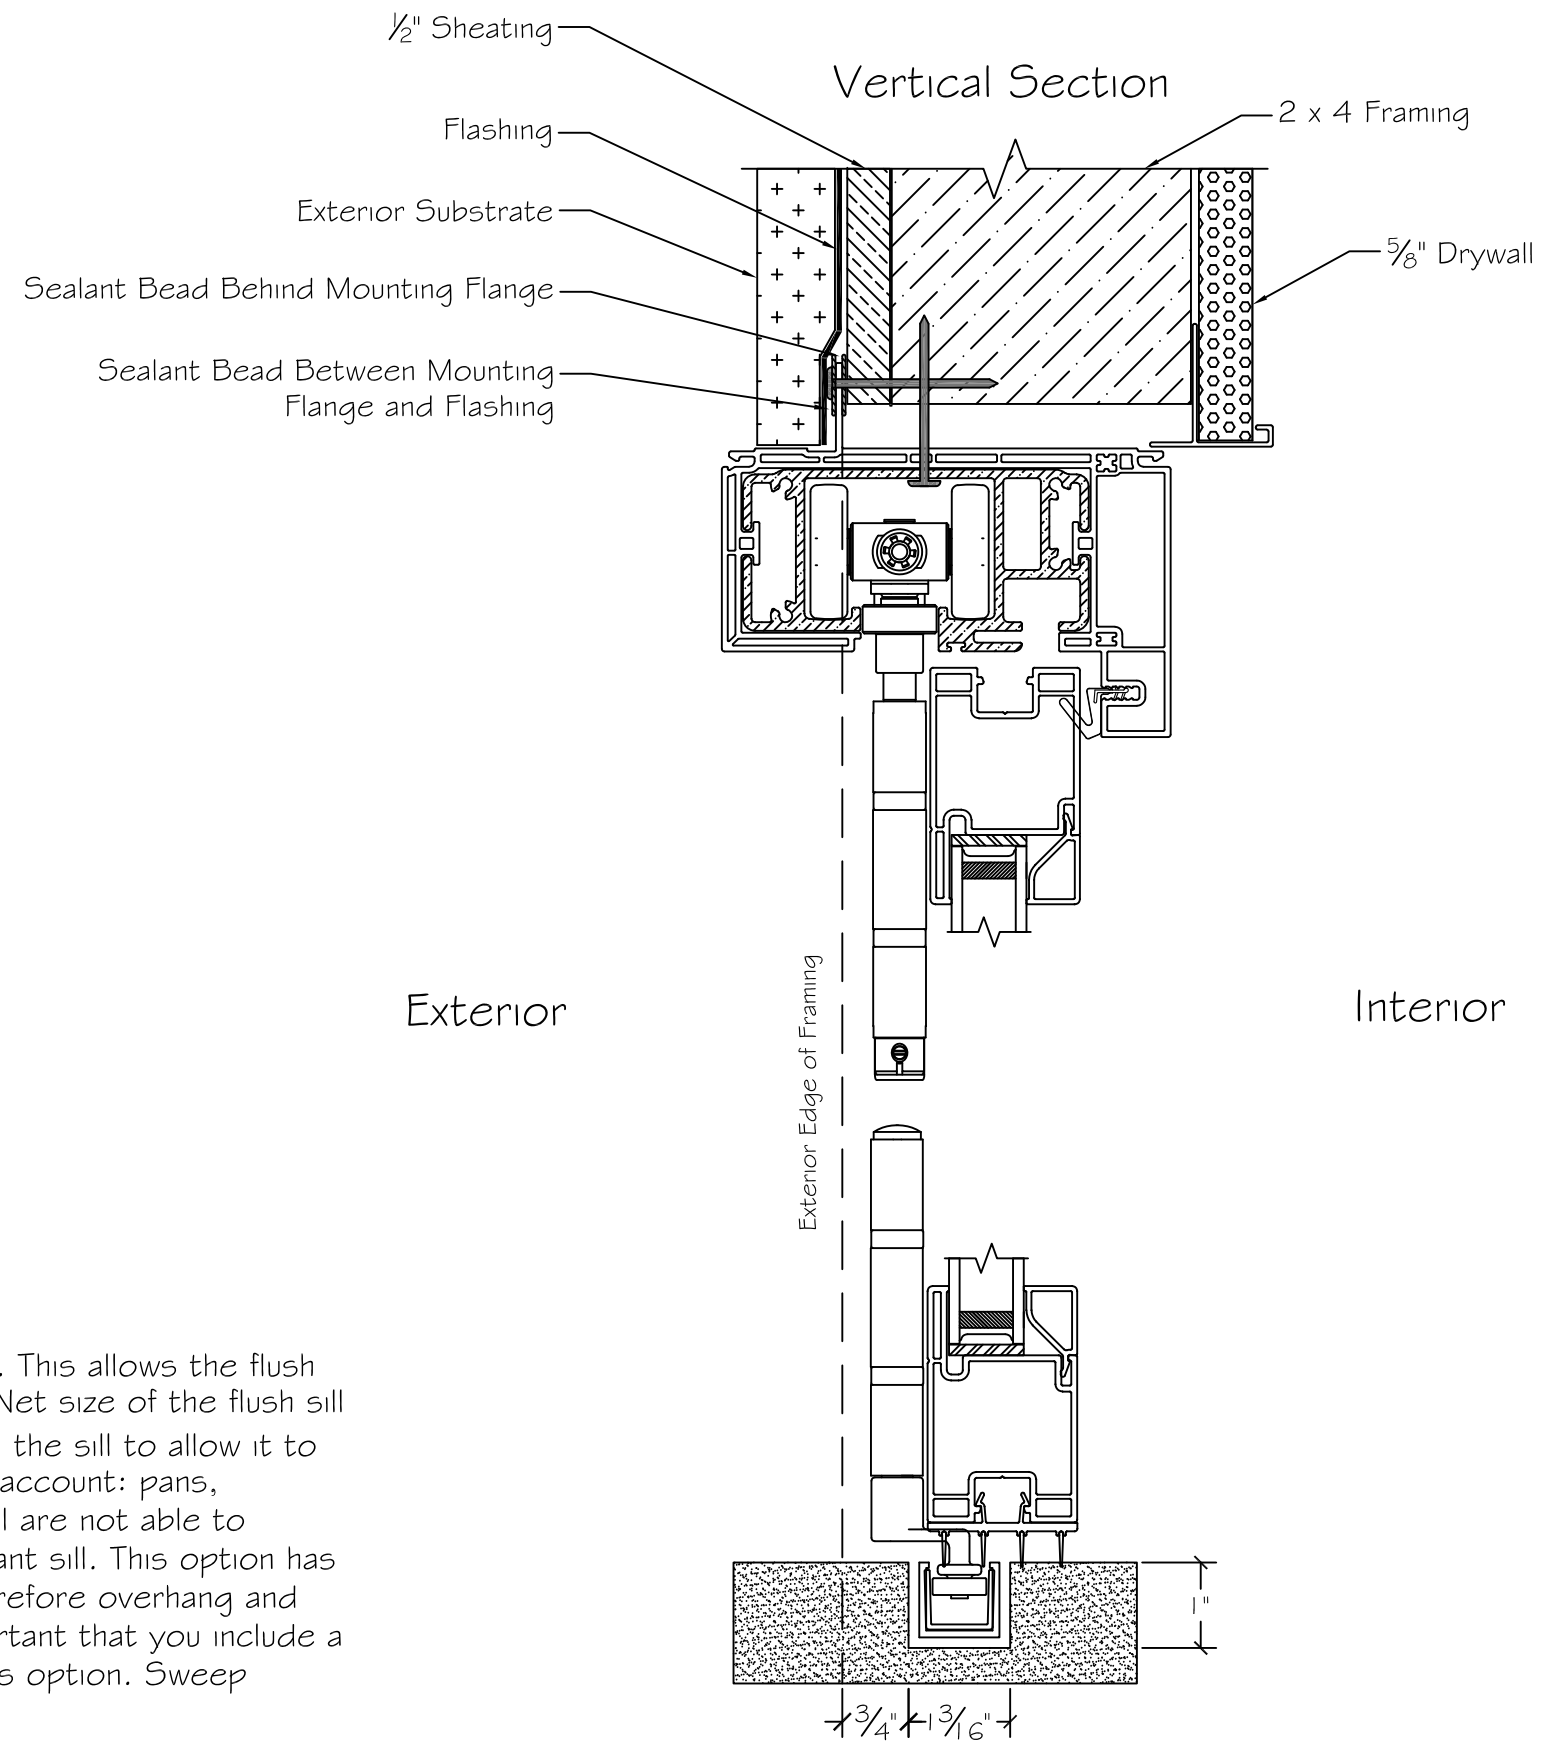 ½" Sheating
Vertical Section
2 x 4 Framing
Flashing
Exterior Substrate
⅝" Drywall
Sealant Bead Behind Mounting Flange
Sealant Bead Between Mounting
Flange and Flashing
Exterior Edge of Framing
Exterior
Interior
. This allows the flush
Net size of the flush sill
the sill to allow it to
account: pans,
l are not able to
ant sill. This option has
refore overhang and
rtant that you include a
s option. Sweep
1"
3/4"
1 3/16"